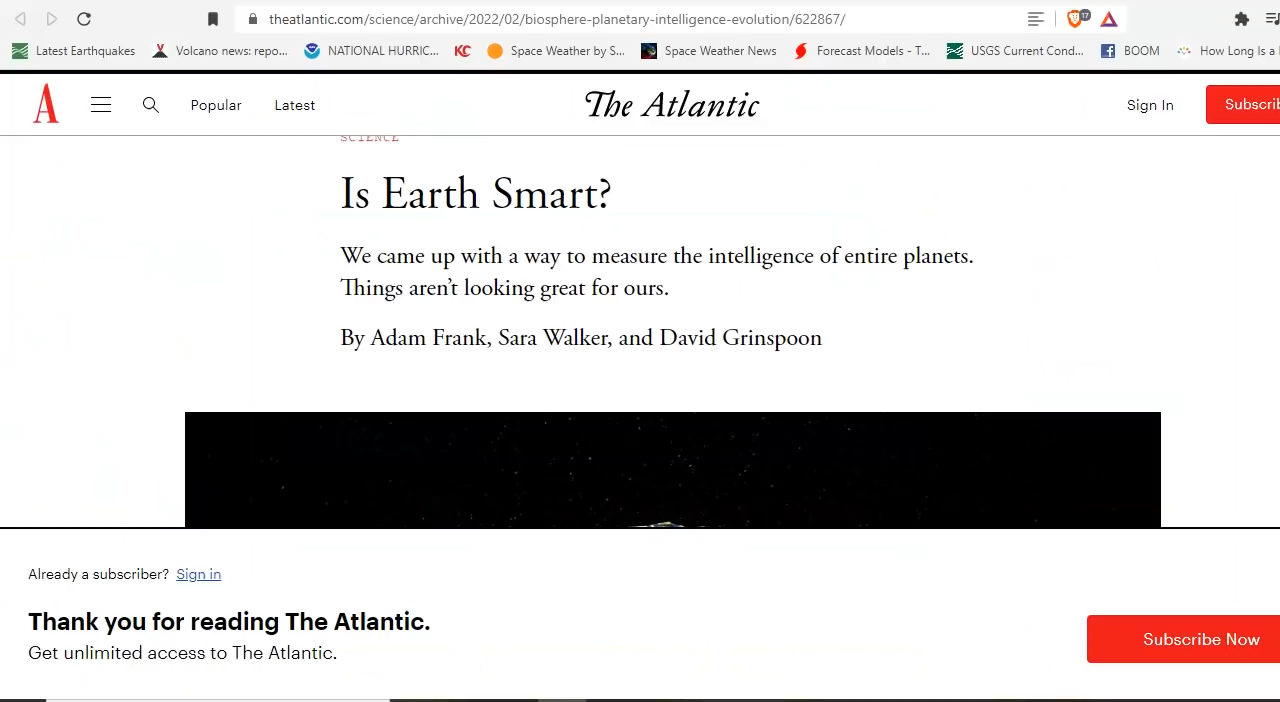 theatlantic.com/science/archive/2022/02/biosphere-planetary-intelligence-evolution/622867/
17
Latest Earthquakes Volcano news: repo... NATIONAL HURRIC... KC Space Weather by S... Space Weather News Forecast Models - T... USGS Current Cond... BOOM How Long Is a
A Popular Latest The Atlantic Sign In Subscrib
SCIENCE
Is Earth Smart?
We came up with a way to measure the intelligence of entire planets.
Things aren't looking great for ours.
By Adam Frank, Sara Walker, and David Grinspoon
Already a subscriber? Sign in
Thank you for reading The Atlantic.
Get unlimited access to The Atlantic.
Subscribe Now